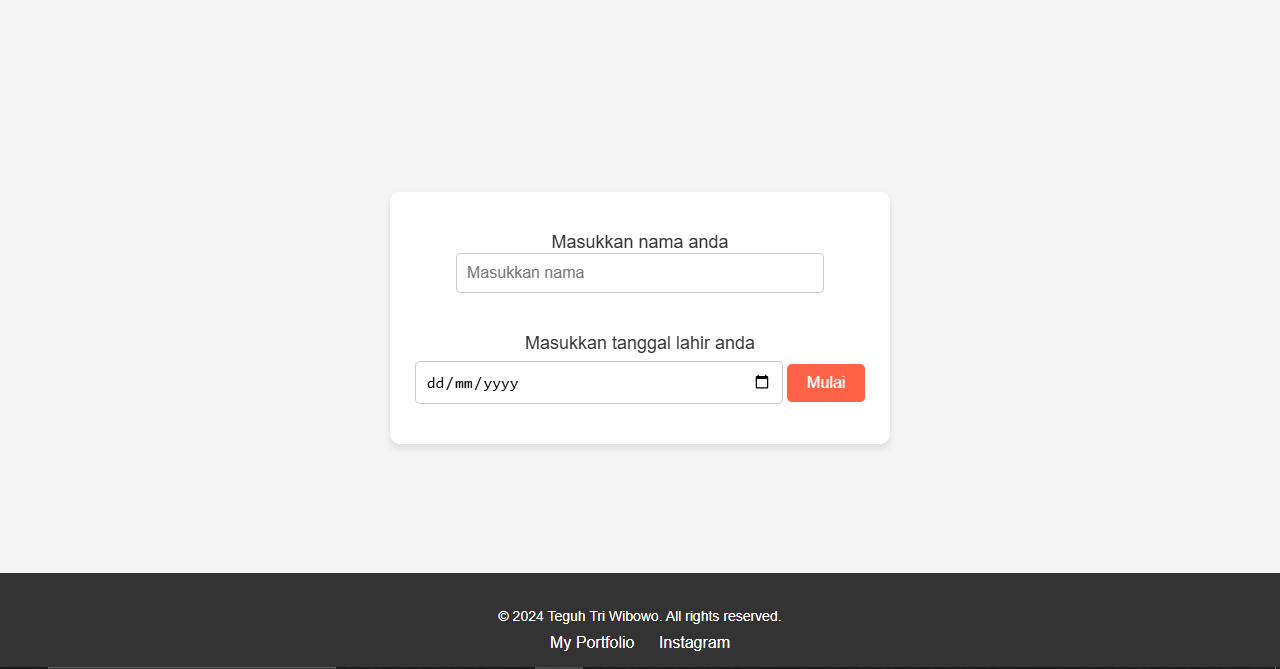 Masukkan nama anda
Masukkan nama
Masukkan tanggal lahir anda
dd/mm/yyyy Mulai
© 2024 Teguh Tri Wibowo. All rights reserved.
My Portfolio Instagram